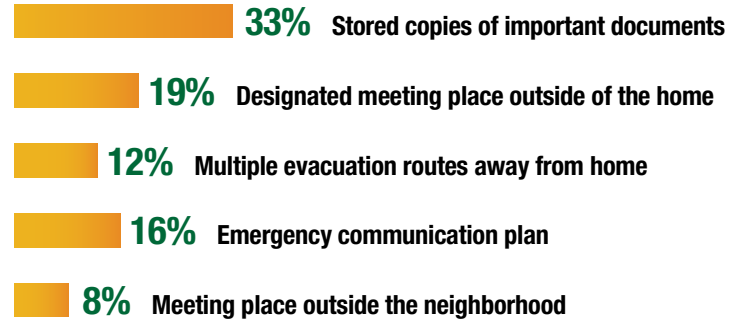 33% Stored copies of important documents
19% Designated meeting place outside of the home
12% Multiple evacuation routes away from home
16% Emergency communication plan
8% Meeting place outside the neighborhood